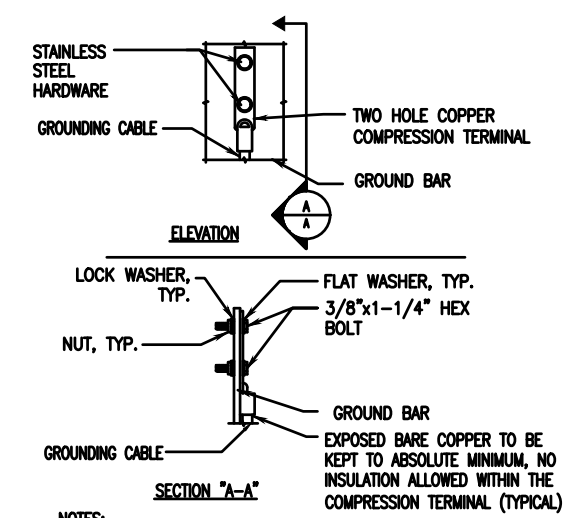 STAINLESS
STEEL
HARDWARE
GROUNDING CABLE
TWO HOLE COPPER
COMPRESSION TERMINAL
GROUND BAR
A
A
ELEVATION
LOCK WASHER,
TYP.
FLAT WASHER, TYP.
3/8"x1-1/4" HEX
BOLT
NUT, TYP.
GROUND BAR
EXPOSED BARE COPPER TO BE
KEPT TO ABSOLUTE MINIMUM, NO
INSULATION ALLOWED WITHIN THE
COMPRESSION TERMINAL (TYPICAL)
GROUNDING CABLE
SECTION "A-A"
NOTES: